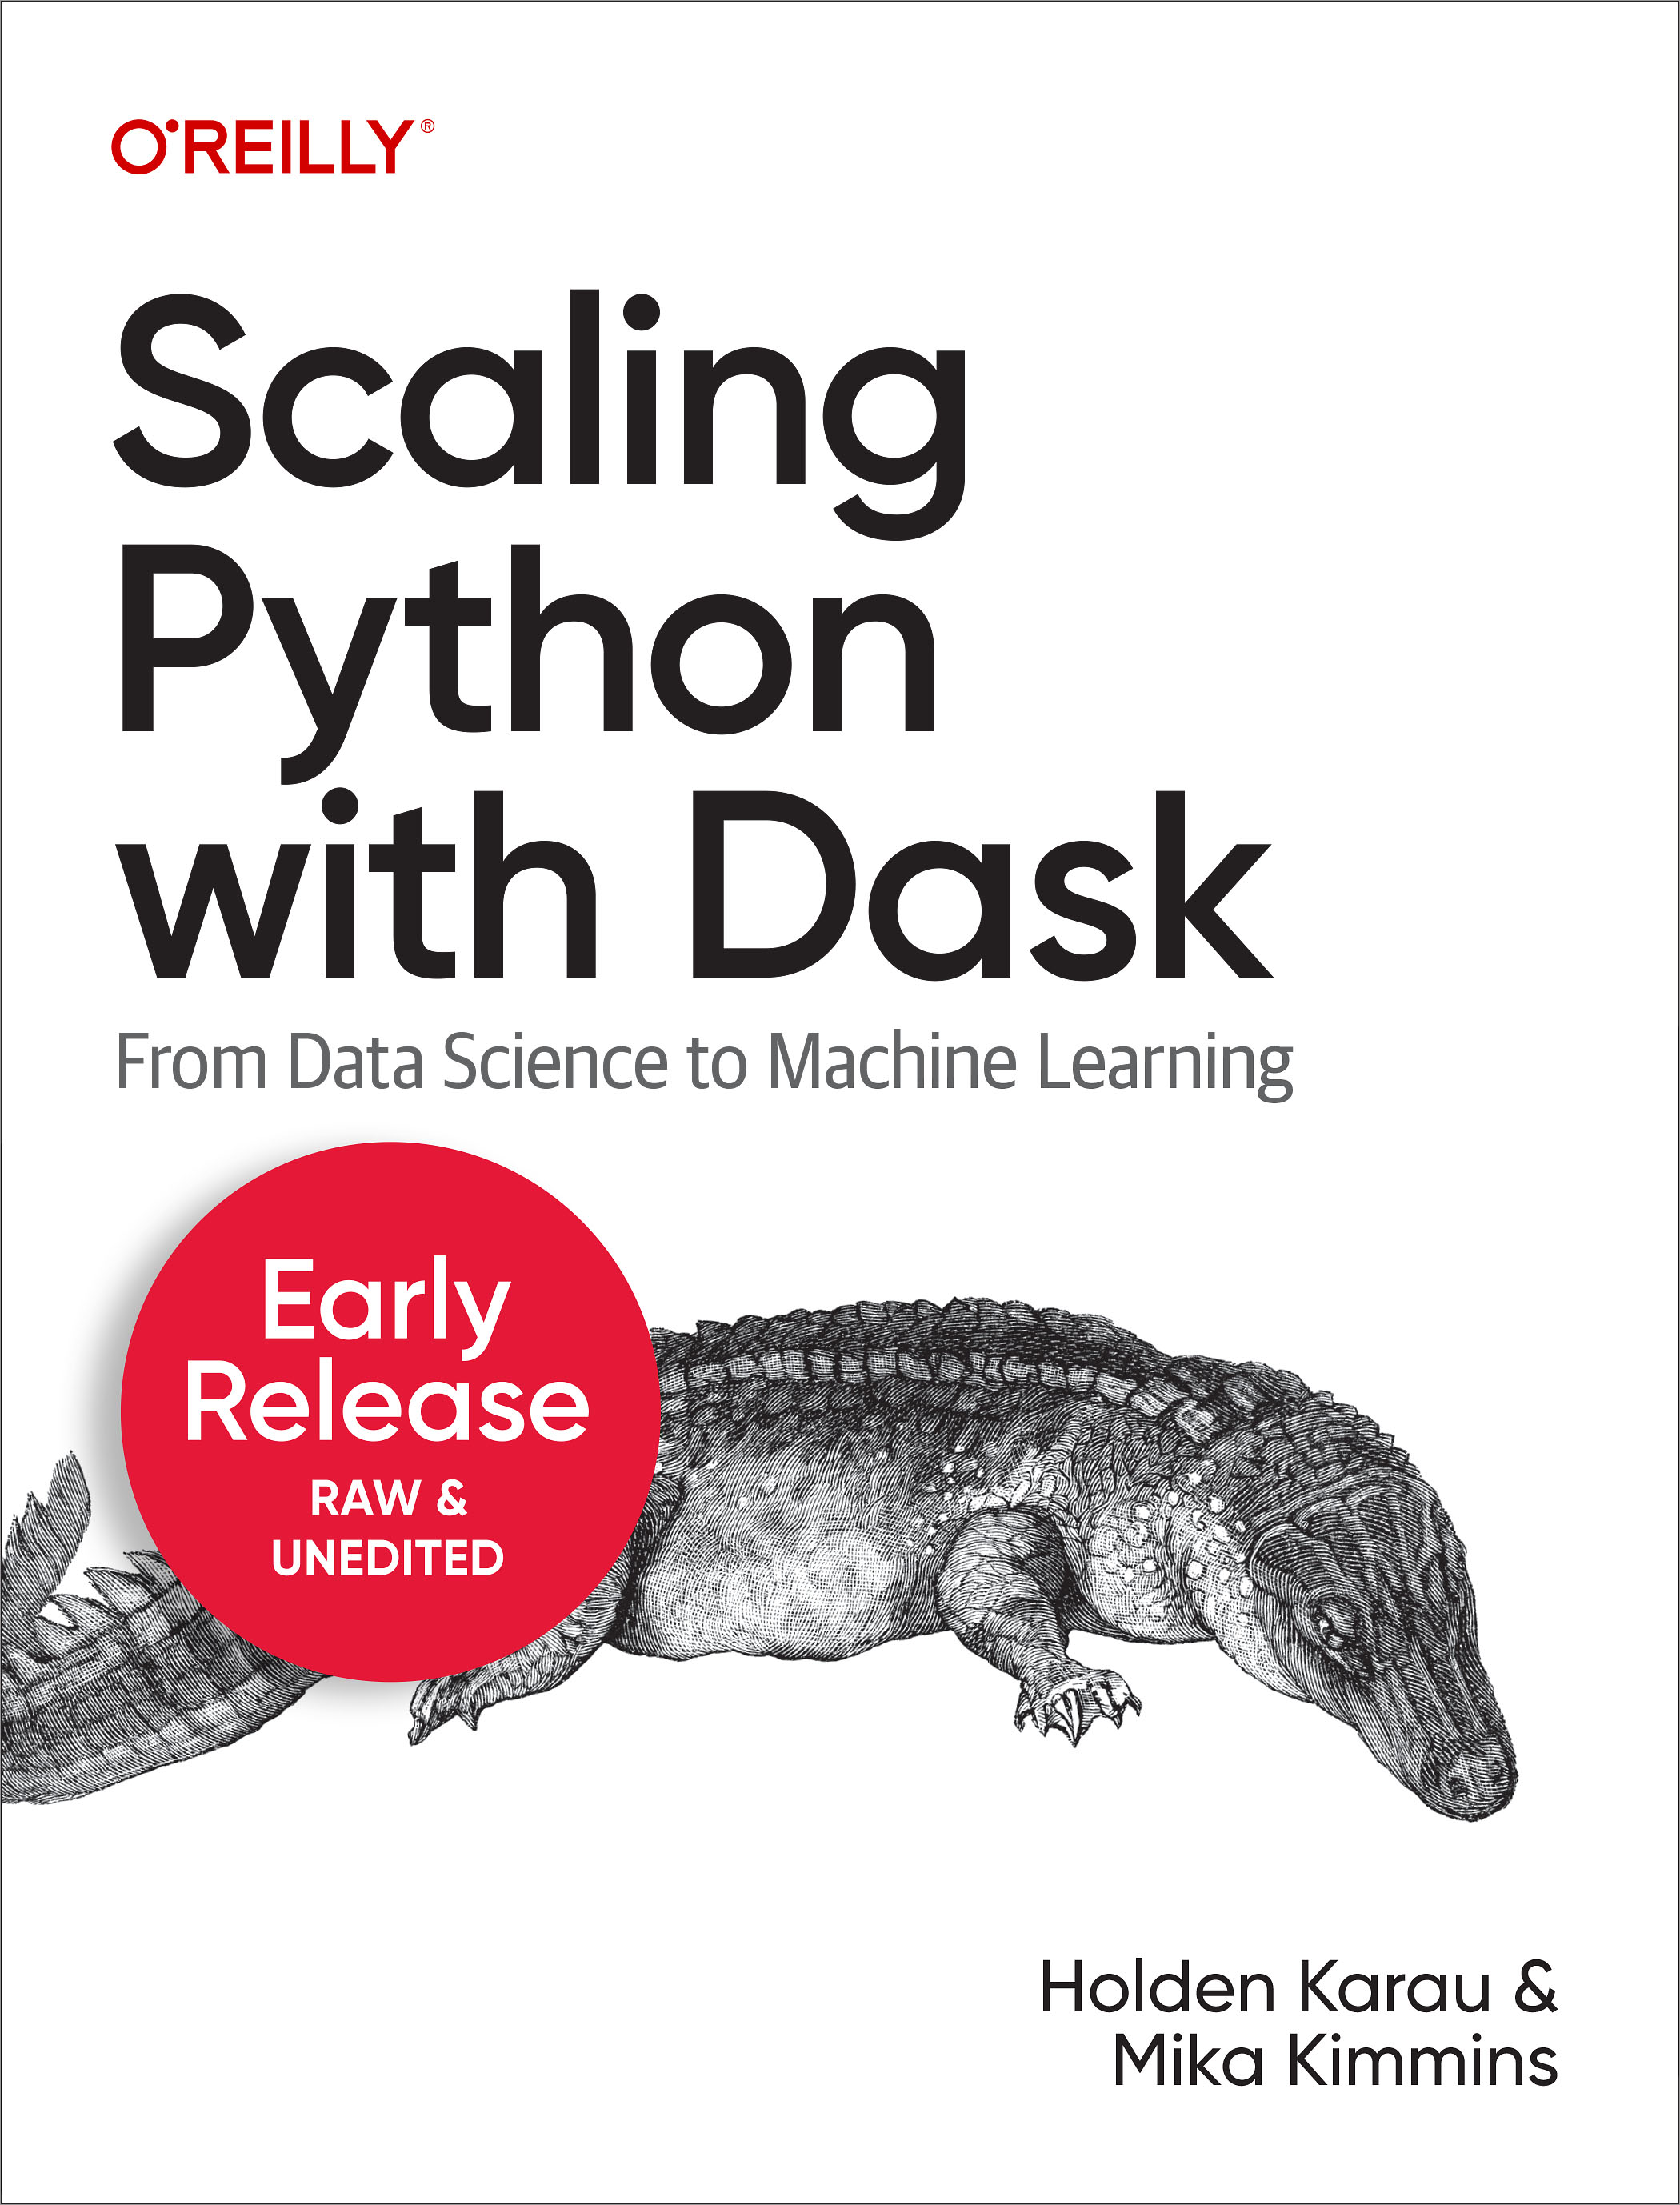 O'REILLY®
Scaling
Python
with Dask
From Data Science to Machine Learning
Early
Release
RAW &
UNEDITED
Holden Karau &
Mika Kimmins